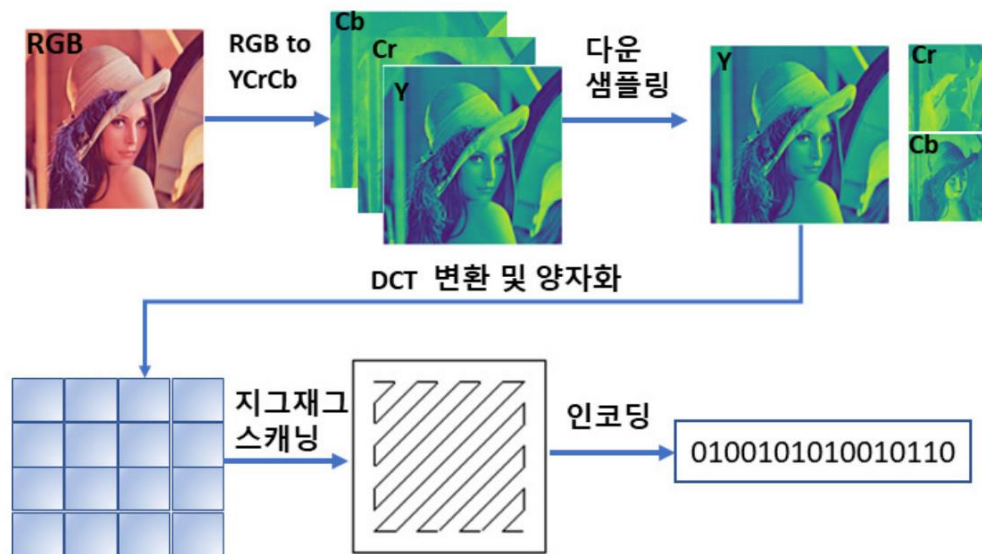 RGB
RGB to
YCrCb
Cb
Cr
Y
다운
샘플링
Y
Cr
Cb
DCT 변환 및 양자화
지그재그
스캐닝
인코딩
0100101010010110